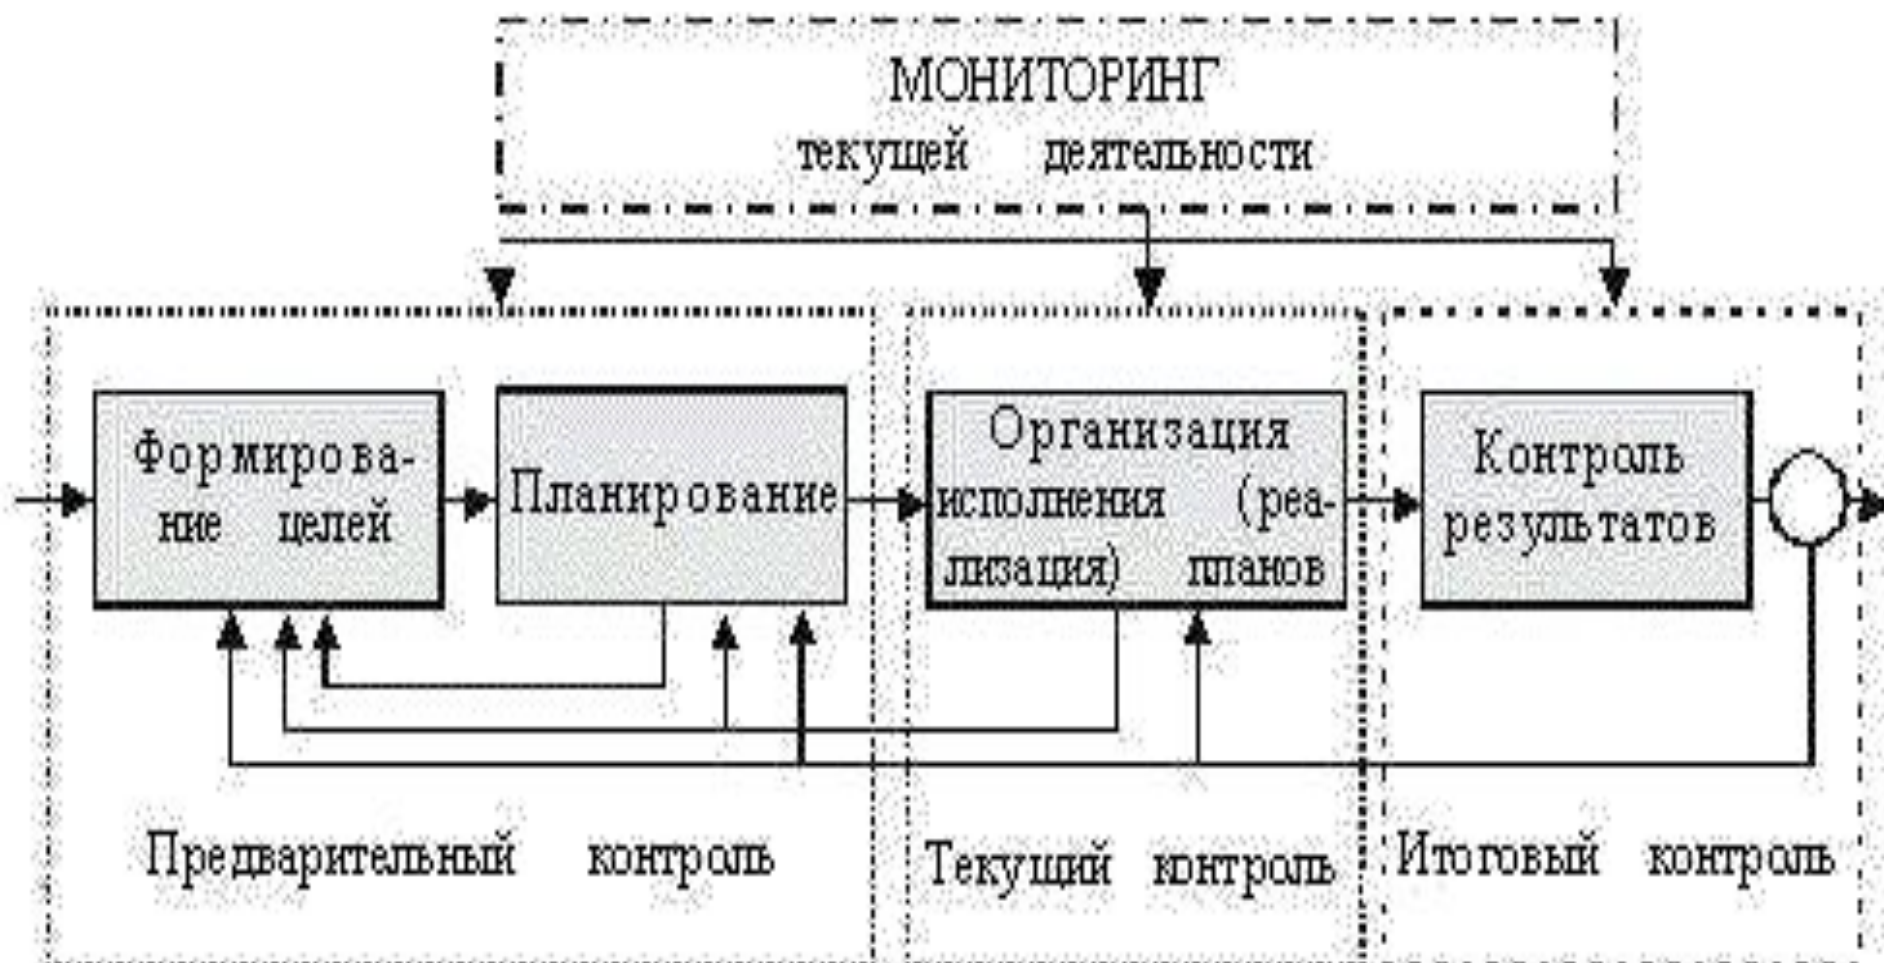 МОНИТОРИНГ
текущей деятельности
Формирова-
ние целей
Планирование
Организация
исполнения (реа-
лизация) планов
Контроль
результатов
Предварительный контроль
Текущий контроль
Итоговый контроль